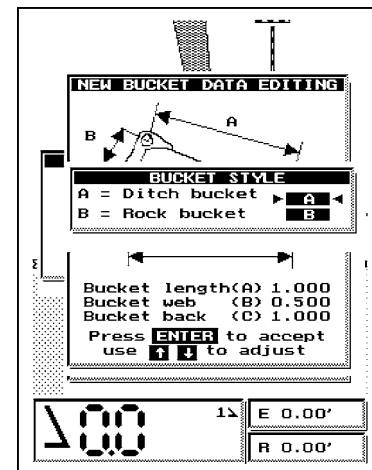 NEW BUCKET DATA EDITING
A
B
BUCKET STYLE
A = Ditch bucket A
B = Rock bucket B
Bucket length(A) 1.000
Bucket web (B) 0.500
Bucket back (C) 1.000
Press ENTER to accept
use ↑ ↓ to adjust
0.0 1 E 0.00'
R 0.00'